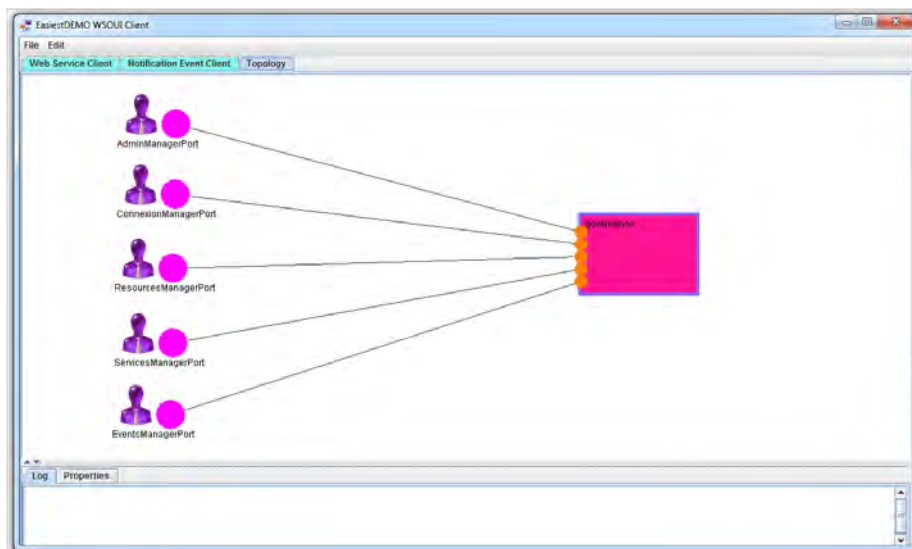 EasiestDEMO WSOUI Client
File Edit
Web Service Client Notification Event Client Topology
AdminManagerPort
ConnexionManagerPort
ResourcesManagerPort
ServicesManagerPort
EventsManagerPort
Log Properties